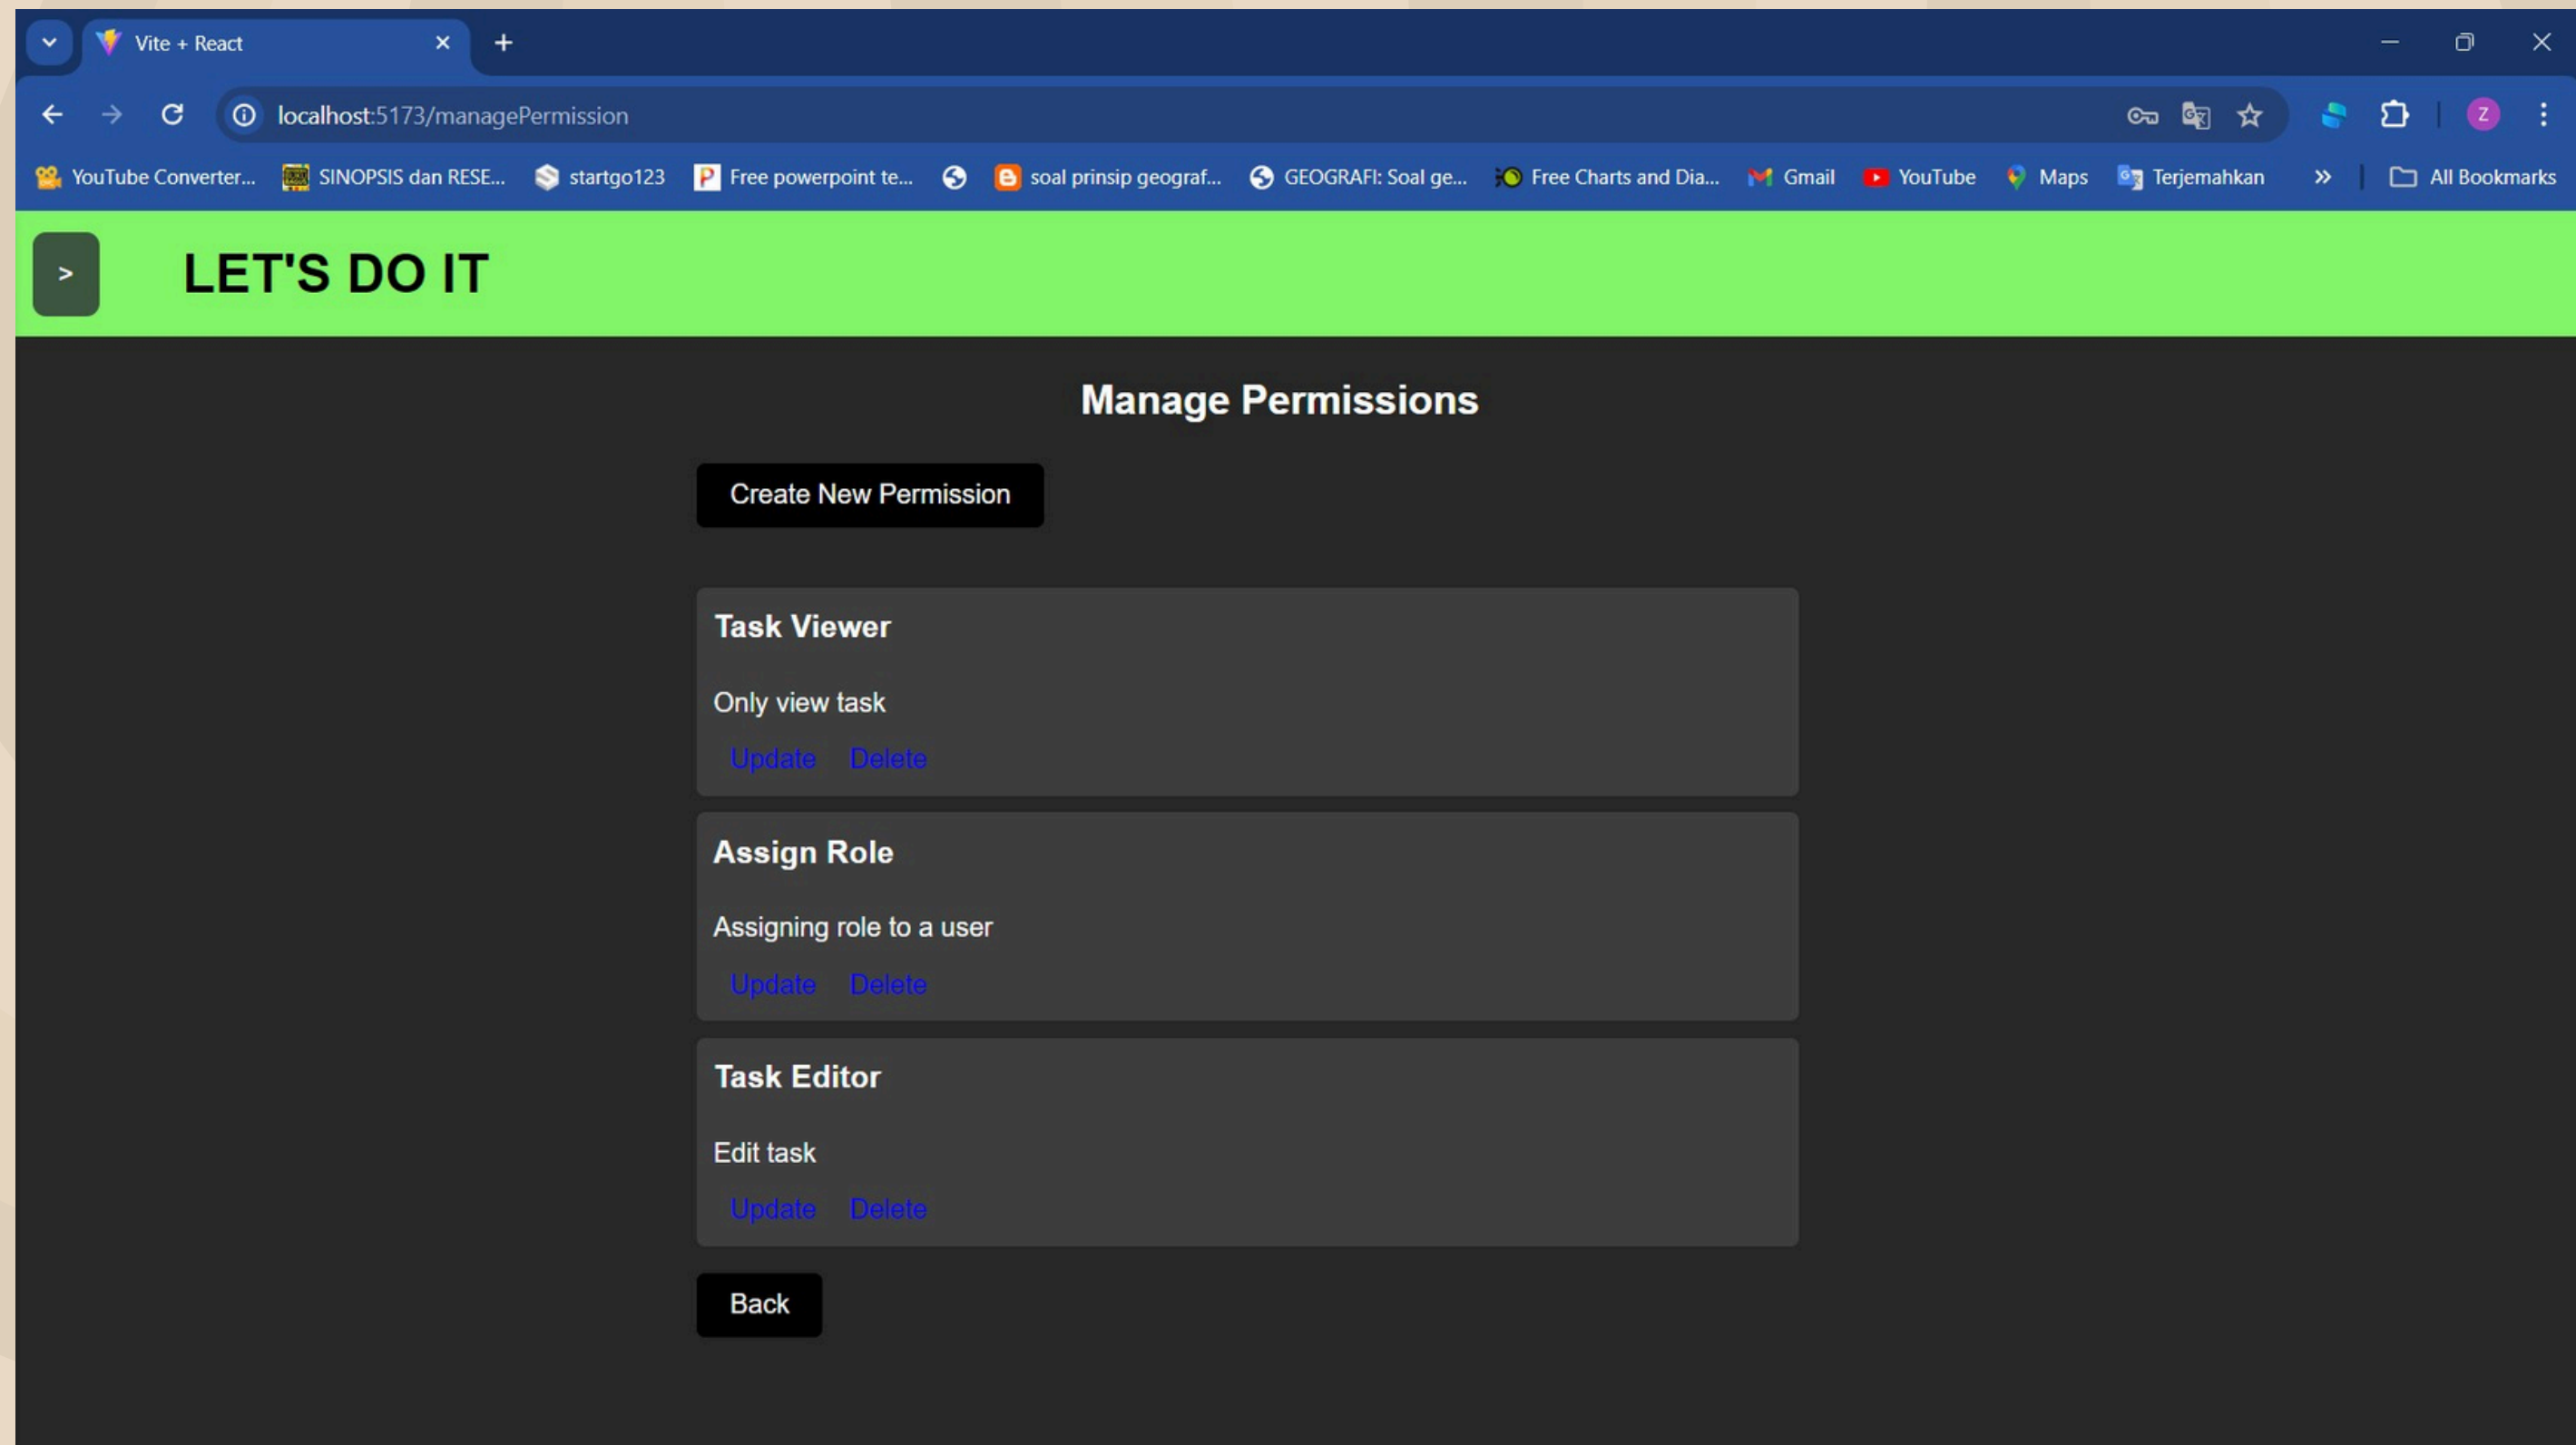 Vite + React
localhost:5173/managePermission
Z
YouTube Converter... SINOPSIS dan RESE... startgo123 Free powerpoint te... soal prinsip geograf... GEOGRAFI: Soal ge... Free Charts and Dia... Gmail YouTube Maps Terjemahkan » All Bookmarks
> LET'S DO IT
Manage Permissions
Create New Permission
Task Viewer
Only view task
Update Delete
Assign Role
Assigning role to a user
Update Delete
Task Editor
Edit task
Update Delete
Back